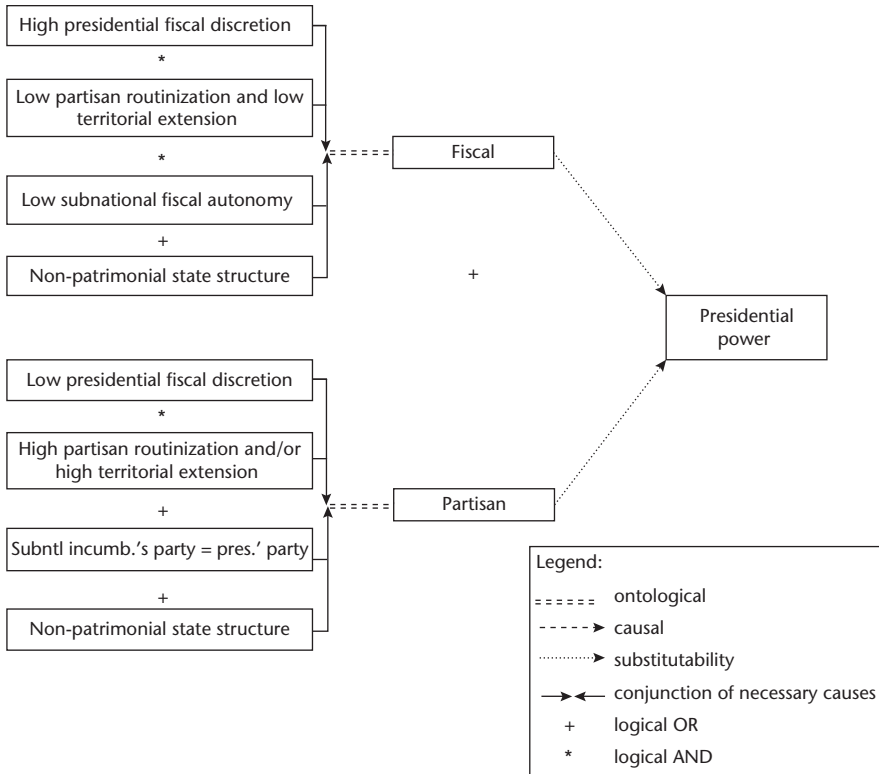 High presidential fiscal discretion
*
Low partisan routinization and low
territorial extension
*
Low subnational fiscal autonomy
+
Non-patrimonial state structure
Fiscal
+
Presidential
power
Low presidential fiscal discretion
*
High partisan routinization and/or
high territorial extension
+
Subntl incumb.'s party = pres.' party
+
Non-patrimonial state structure
Partisan
Legend:
ontological
causal
substitutability
conjunction of necessary causes
+ logical OR
* logical AND